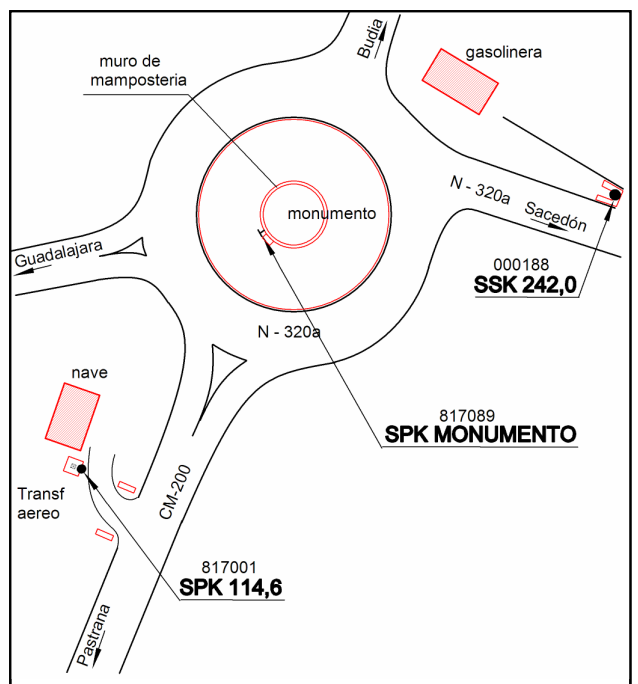 Budia
muro de
mamposteria
gasolinera
N - 320a
Sacedón
monumento
Guadalajara
000188
SSK 242,0
N - 320a
nave
817089
SPK MONUMENTO
CM-200
Transf
aereo
817001
SPK 114,6
Pastrana